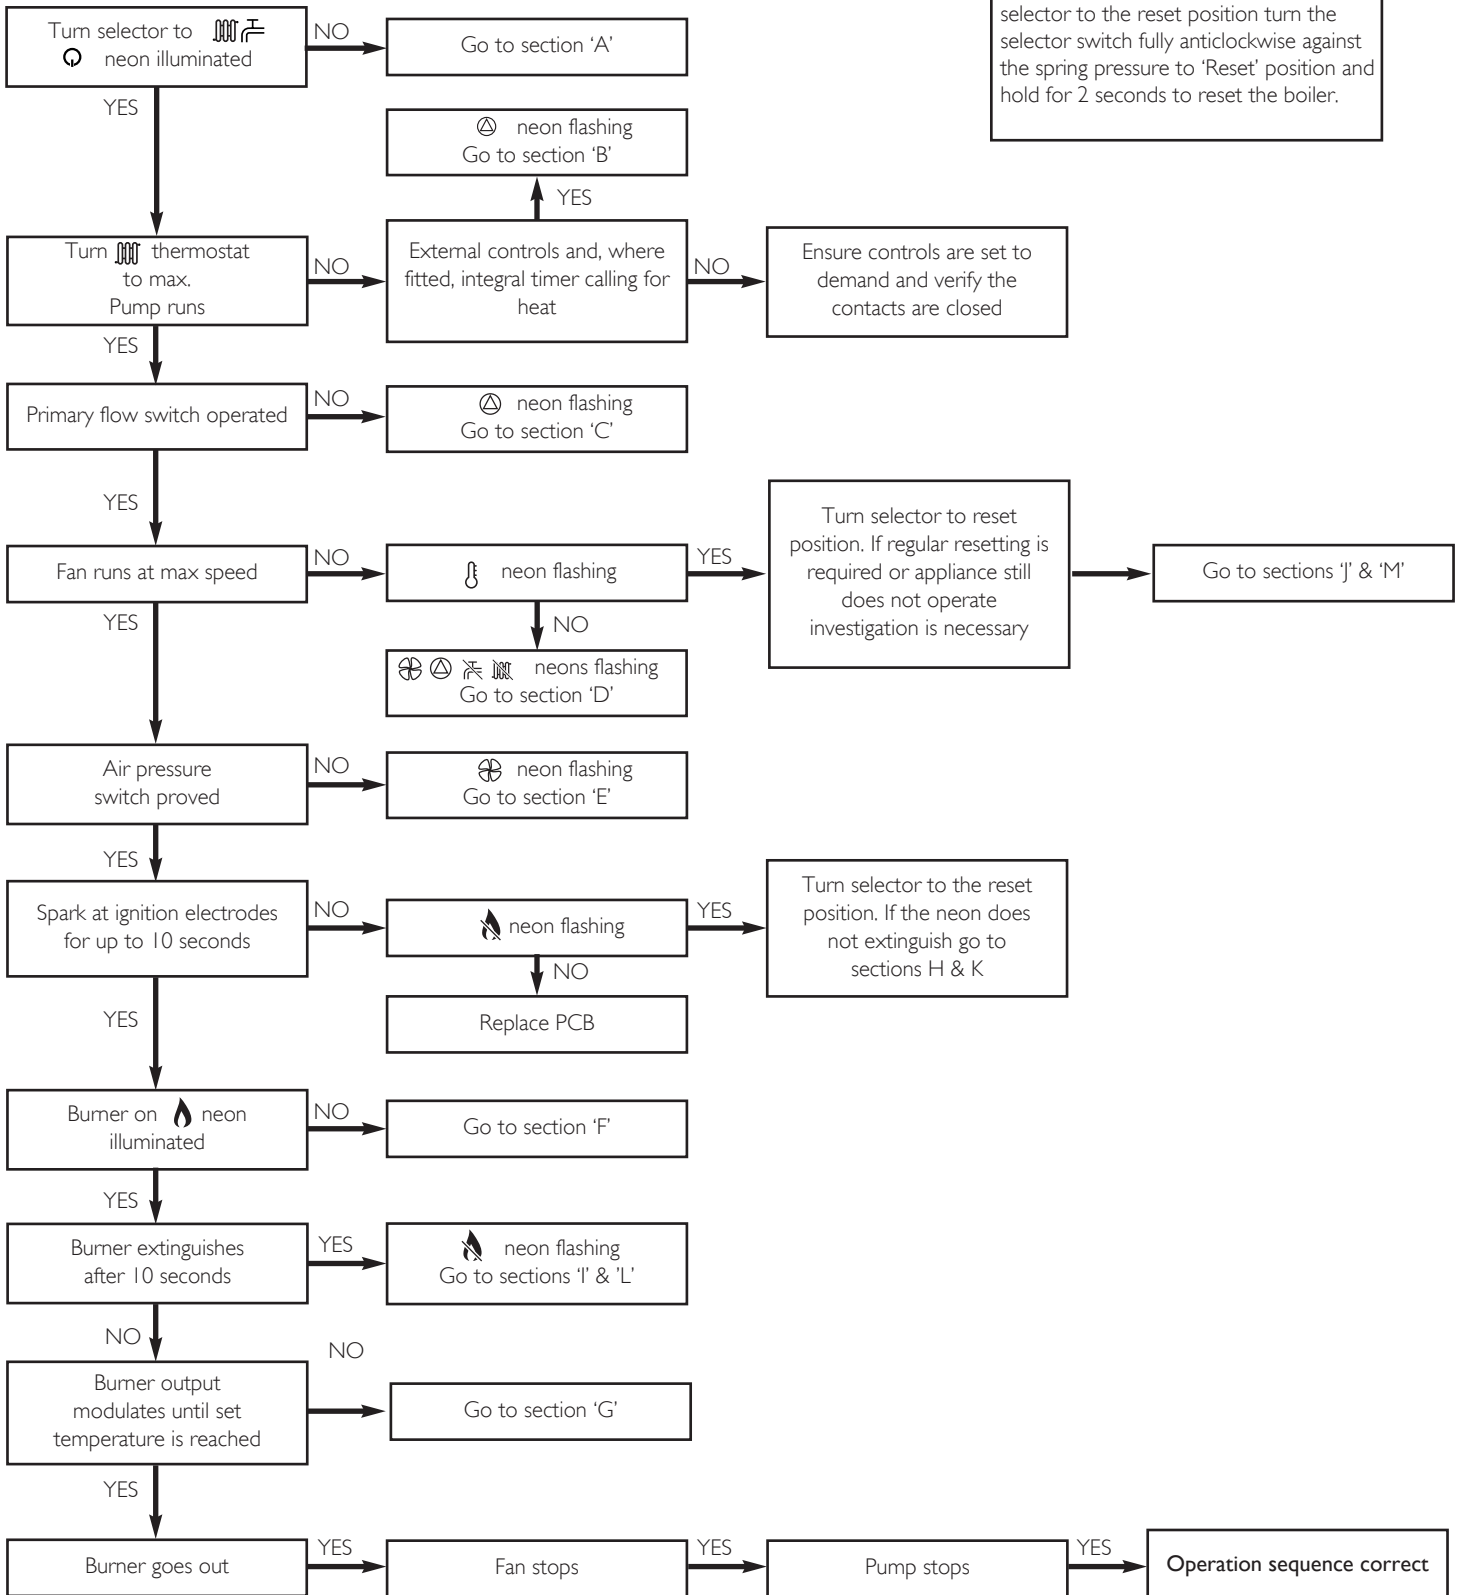 selector to the reset position turn the
selector switch fully anticlockwise against
the spring pressure to ‘Reset’ position and
hold for 2 seconds to reset the boiler.
Turn selector to
neon illuminated
NO
Go to section ‘A’
YES
neon flashing
Go to section ‘B’
YES
Turn thermostat
to max.
Pump runs
NO
External controls and, where
fitted, integral timer calling for
heat
NO
Ensure controls are set to
demand and verify the
contacts are closed
YES
Primary flow switch operated
NO
neon flashing
Go to section ‘C’
YES
Fan runs at max speed
NO
neon flashing
YES
Turn selector to reset
position. If regular resetting is
required or appliance still
does not operate
investigation is necessary
Go to sections ‘J’ & ‘M’
NO
neons flashing
Go to section ‘D’
YES
Air pressure
switch proved
NO
neon flashing
Go to section ‘E’
YES
Spark at ignition electrodes
for up to 10 seconds
NO
neon flashing
YES
Turn selector to the reset
position. If the neon does
not extinguish go to
sections H & K
NO
Replace PCB
YES
Burner on neon
illuminated
NO
Go to section ‘F’
YES
Burner extinguishes
after 10 seconds
YES
neon flashing
Go to sections ‘I’ & ’L’
NO
Burner output
modulates until set
temperature is reached
NO
Go to section ‘G’
YES
Burner goes out
YES
Fan stops
YES
Pump stops
YES
Operation sequence correct